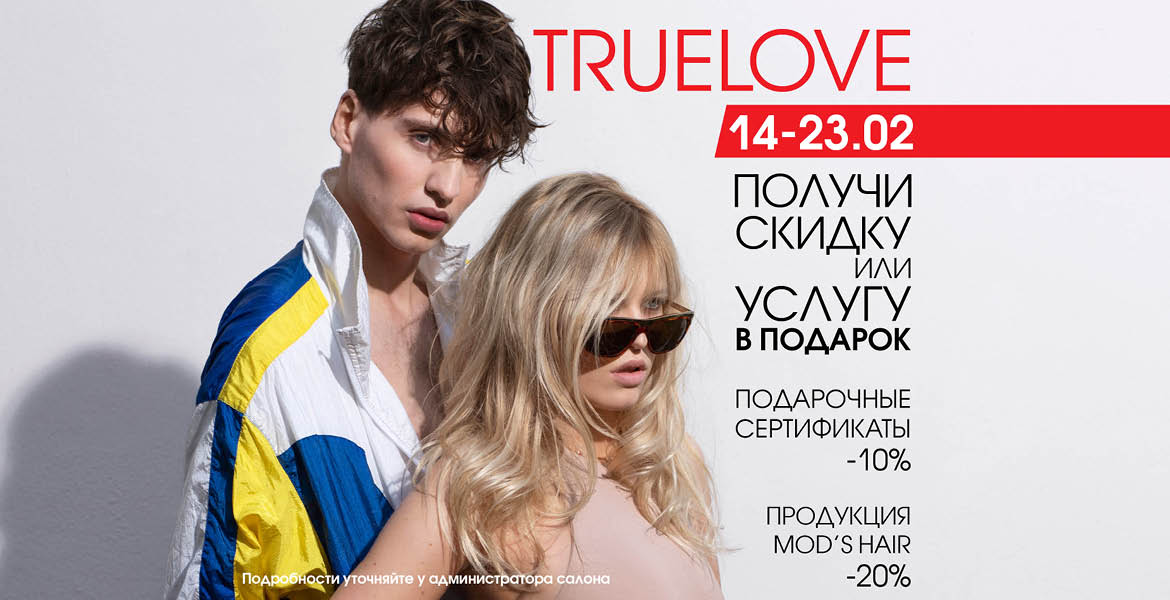 TRUELOVE
14-23.02
ПОЛУЧИ
СКИДКУ
ИЛИ
УСЛУГУ
В ПОДАРОК
ПОДАРОЧНЫЕ
СЕРТИФИКАТЫ
-10%
ПРОДУКЦИЯ
MOD'S HAIR
-20%
Подробности уточняйте у администратора салона